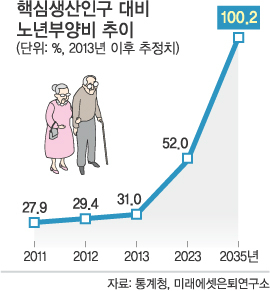 핵심생산인구 대비
노년부양비 추이
(단위: %, 2013년 이후 추정치)
100.2
52.0
27.9 29.4 31.0
2011 2012 2013 2023 2035년
자료: 통계청, 미래에셋은퇴연구소